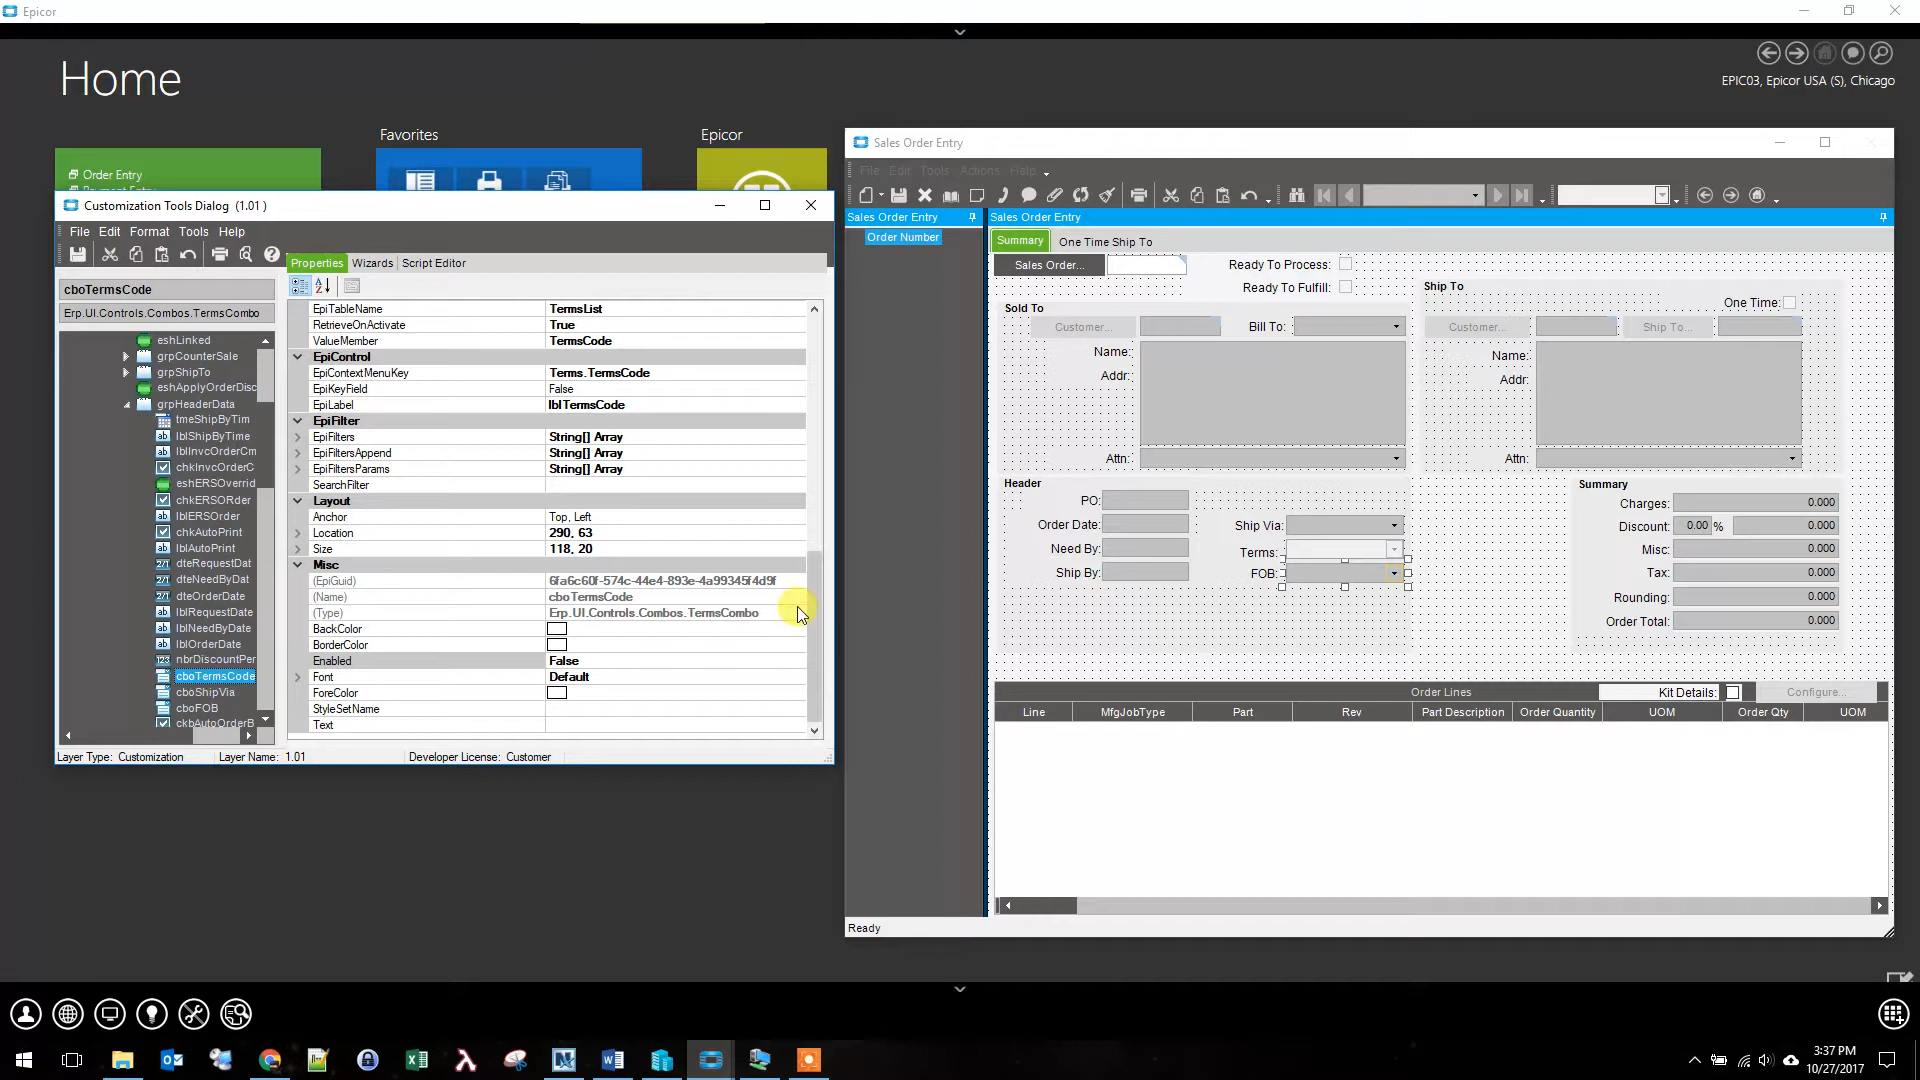 Epicor
Home
EPIC03, Epicor USA (S), Chicago
Favorites
Epicor
Order Entry
Customization Tools Dialog (1.01 )
File Edit Format Tools Help
Properties Wizards Script Editor
cboTermsCode
Erp.UI.Controls.Combos.TermsCombo
eshLinked
grpCounterSale
grpShipTo
eshApplyOrderDisc
grpHeaderData
tmeShipByTim
lblShipByTime
lblInvcOrderCm
chkInvcOrderC
eshERSOverrid
chkERSORder
lblERSOrder
chkAutoPrint
lblAutoPrint
dteRequestDat
dteNeedByDat
dteOrderDate
lblRequestDate
lblNeedByDate
lblOrderDate
nbrDiscountPer
cboTermsCode
cboShipVia
cboFOB
ckbAutoOrderB
EpiTableName TermsList
RetrieveOnActivate True
ValueMember TermsCode
EpiControl
EpiContextMenuKey Terms.TermsCode
EpiKeyField False
EpiLabel lblTermsCode
EpiFilter
EpiFilters String[] Array
EpiFiltersAppend String[] Array
EpiFiltersParams String[] Array
SearchFilter
Layout
Anchor Top, Left
Location 290, 63
Size 118, 20
Misc
(EpiGuid) 6fa6c60f-574c-44e4-893e-4a99345f4d9f
(Name) cboTermsCode
(Type) Erp.UI.Controls.Combos.TermsCombo
BackColor
BorderColor
Enabled False
Font Default
ForeColor
StyleSetName
Text
Layer Type: Customization Layer Name: 1.01 Developer License: Customer
Sales Order Entry
File Edit Tools Actions Help
Sales Order Entry
Order Number
Sales Order Entry
Summary One Time Ship To
Sales Order...
Ready To Process:
Ready To Fulfill:
Sold To
Customer...
Bill To:
Name:
Addr:
Attn:
Ship To
One Time:
Customer...
Ship To...
Name:
Addr:
Attn:
Header
PO:
Order Date:
Need By:
Ship By:
Ship Via:
Terms:
FOB:
Summary
Charges: 0.000
Discount: 0.00 % 0.000
Misc: 0.000
Tax: 0.000
Rounding: 0.000
Order Total: 0.000
Order Lines
Kit Details:
Configure...
Line MfgJobType Part Rev Part Description Order Quantity UOM Order Qty UOM
Ready
3:37 PM
10/27/2017